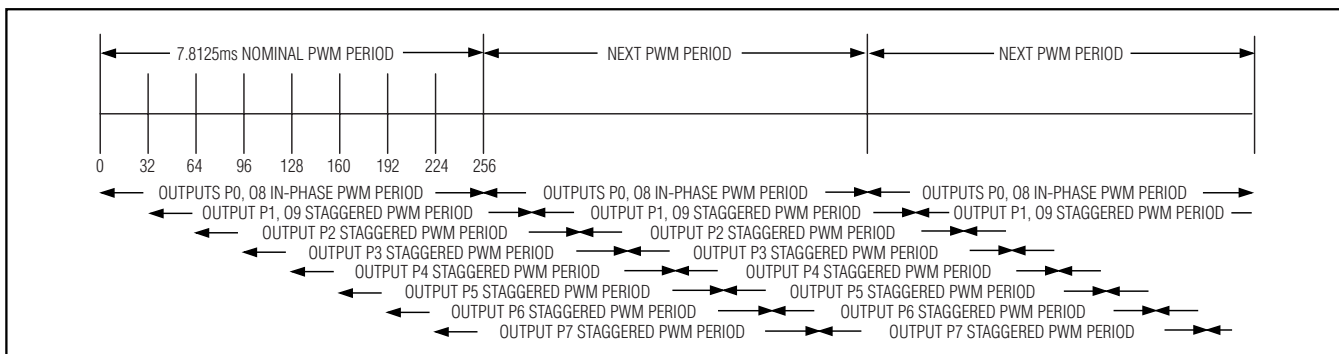 7.8125ms NOMINAL PWM PERIOD NEXT PWM PERIOD NEXT PWM PERIOD
0 32 64 96 128 160 192 224 256
OUTPUTS P0, O8 IN-PHASE PWM PERIOD OUTPUTS P0, O8 IN-PHASE PWM PERIOD OUTPUTS P0, O8 IN-PHASE PWM PERIOD
OUTPUT P1, O9 STAGGERED PWM PERIOD OUTPUT P1, O9 STAGGERED PWM PERIOD OUTPUT P1, O9 STAGGERED PWM PERIOD
OUTPUT P2 STAGGERED PWM PERIOD OUTPUT P2 STAGGERED PWM PERIOD
OUTPUT P3 STAGGERED PWM PERIOD OUTPUT P3 STAGGERED PWM PERIOD
OUTPUT P4 STAGGERED PWM PERIOD OUTPUT P4 STAGGERED PWM PERIOD
OUTPUT P5 STAGGERED PWM PERIOD OUTPUT P5 STAGGERED PWM PERIOD
OUTPUT P6 STAGGERED PWM PERIOD OUTPUT P6 STAGGERED PWM PERIOD
OUTPUT P7 STAGGERED PWM PERIOD OUTPUT P7 STAGGERED PWM PERIOD